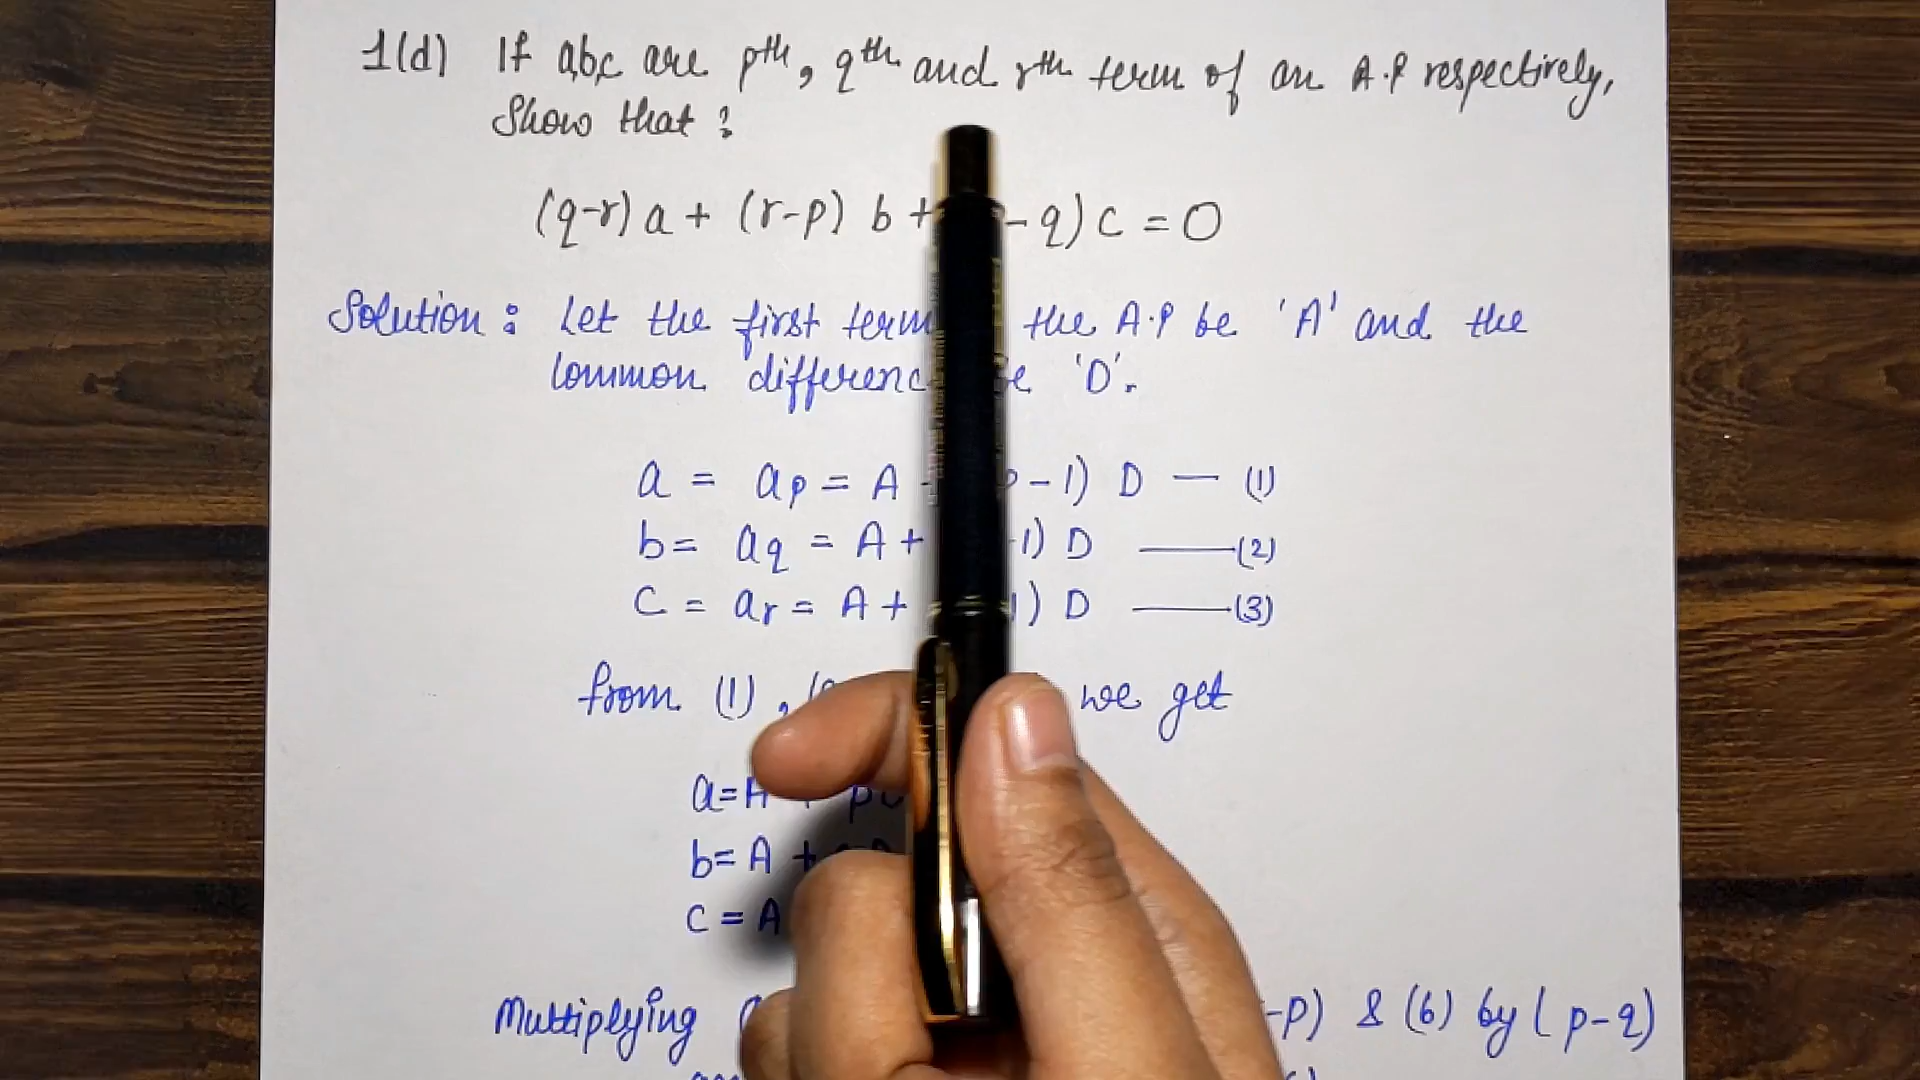 1(d) If a,b,c are pth, qth and rth term of an A.P respectively,
Show that :
(q-r) a + (r-p) b + - q) c = 0
Solution : Let the first term the A.P be 'A' and the
Common be 'D'.
a = ap = A - 1) D — (1)
b = aq = A + 1) D — (2)
C = ar = A + 1) D — (3)
from (1), we get
a = A +
b = A +
c = A
Multiplying -p) & (6) by ( p-q)